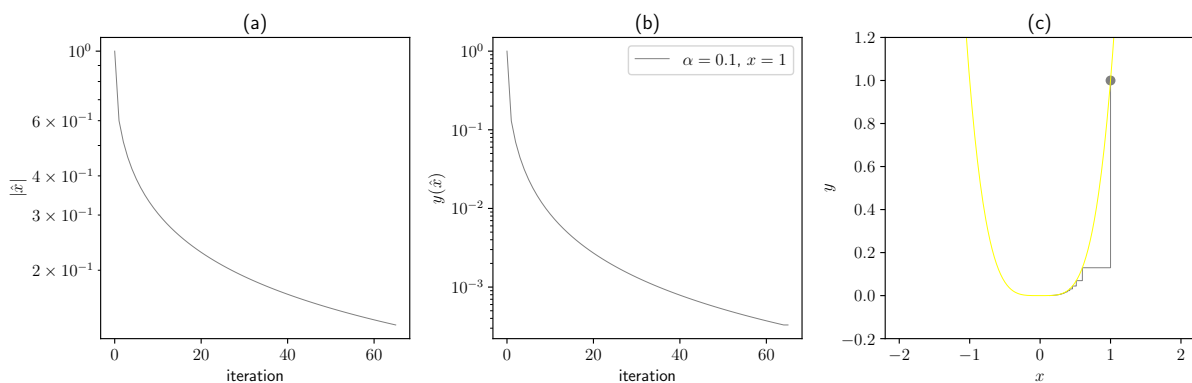 (a)
10⁰
6 × 10⁻¹
4 × 10⁻¹
3 × 10⁻¹
2 × 10⁻¹
|x̂|
0 20 40 60
iteration
(b)
10⁰
10⁻¹
10⁻²
10⁻³
y(x̂)
α = 0.1, x = 1
0 20 40 60
iteration
(c)
1.2
1.0
0.8
0.6
0.4
0.2
0.0
−0.2
y
−2 −1 0 1 2
x